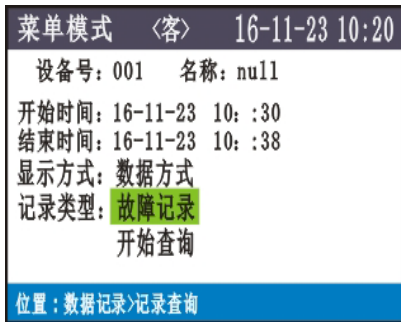 菜单模式 〈客〉 16-11-23 10:20
设备号：001 名称：null
开始时间：16-11-23 10：:30
结束时间：16-11-23 10：:38
显示方式：数据方式
记录类型：故障记录
开始查询
位置：数据记录>记录查询